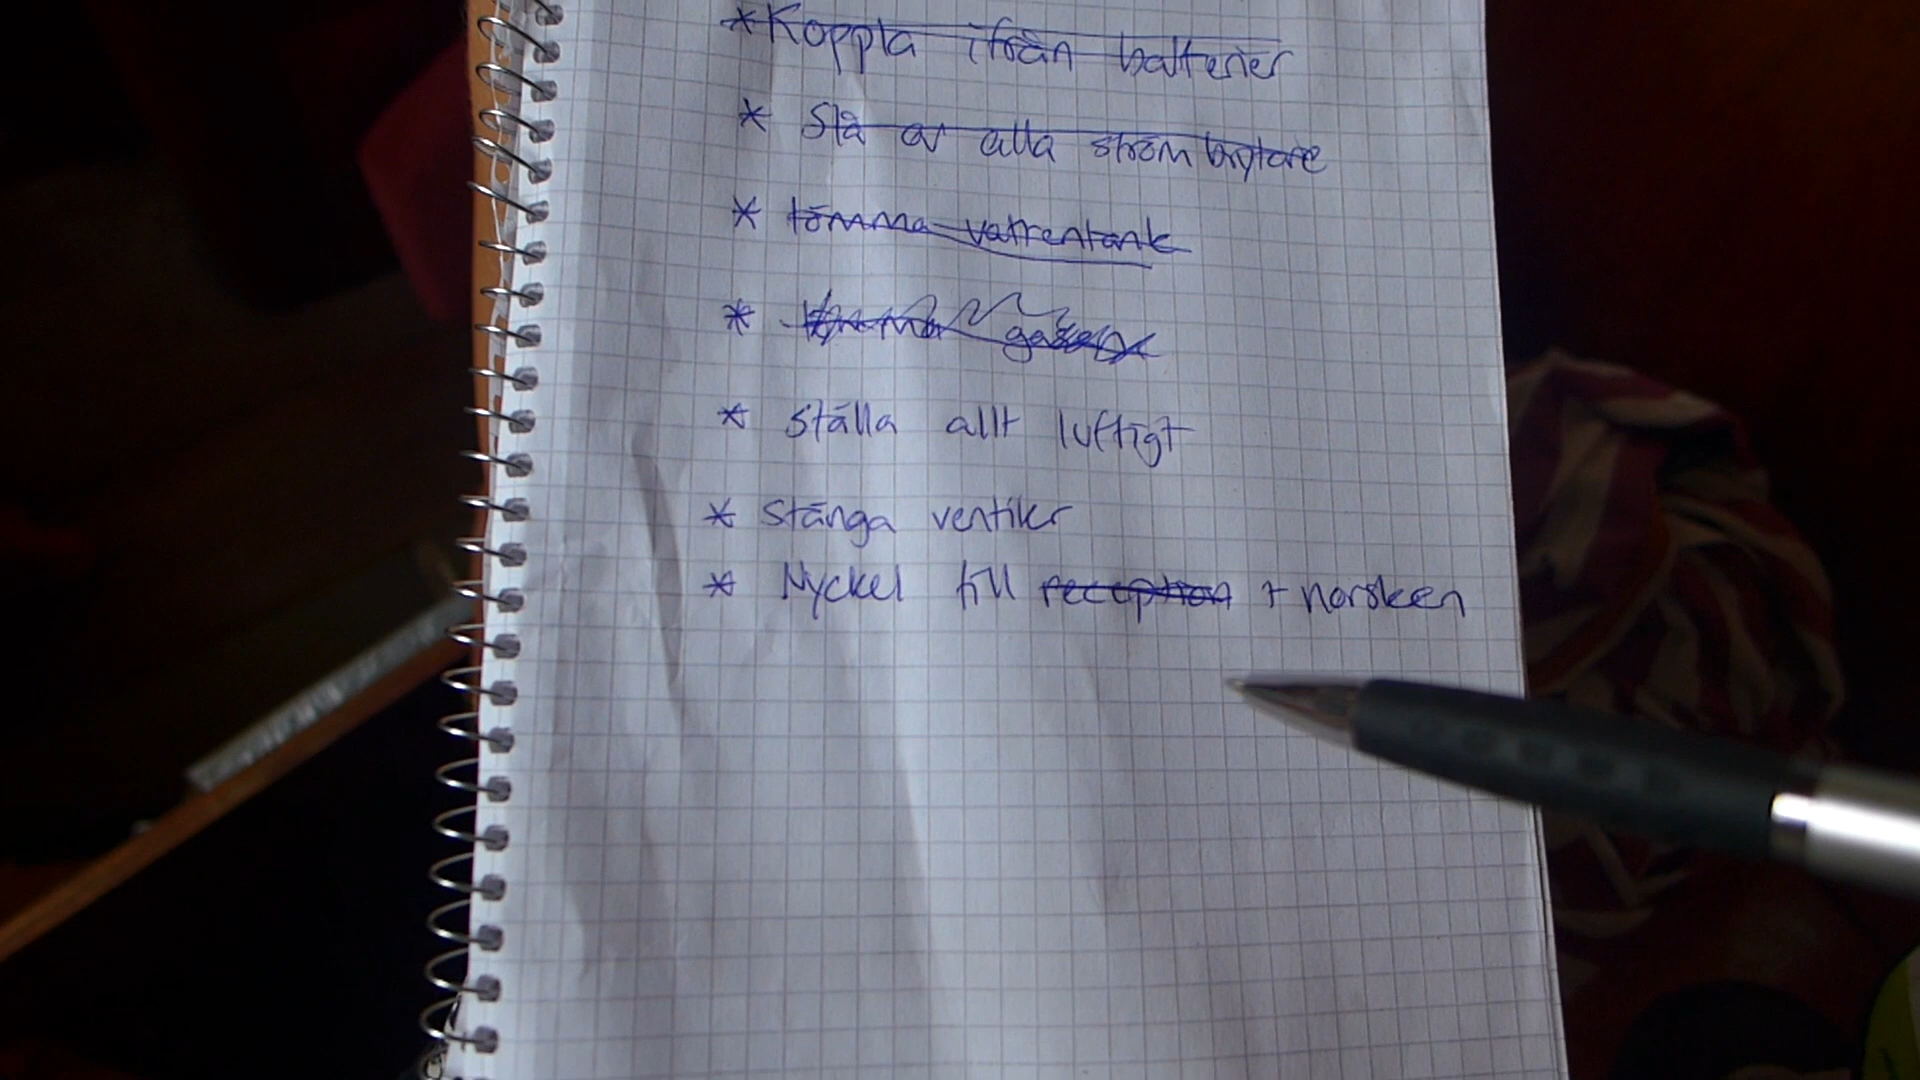 *Koppla ifrån batterier
* Slå av alla strömbrytare
* tömma vattentank
* tömma gasen
* Ställa allt luftigt
* Stänga ventiler
* Nyckel till reception + norsken